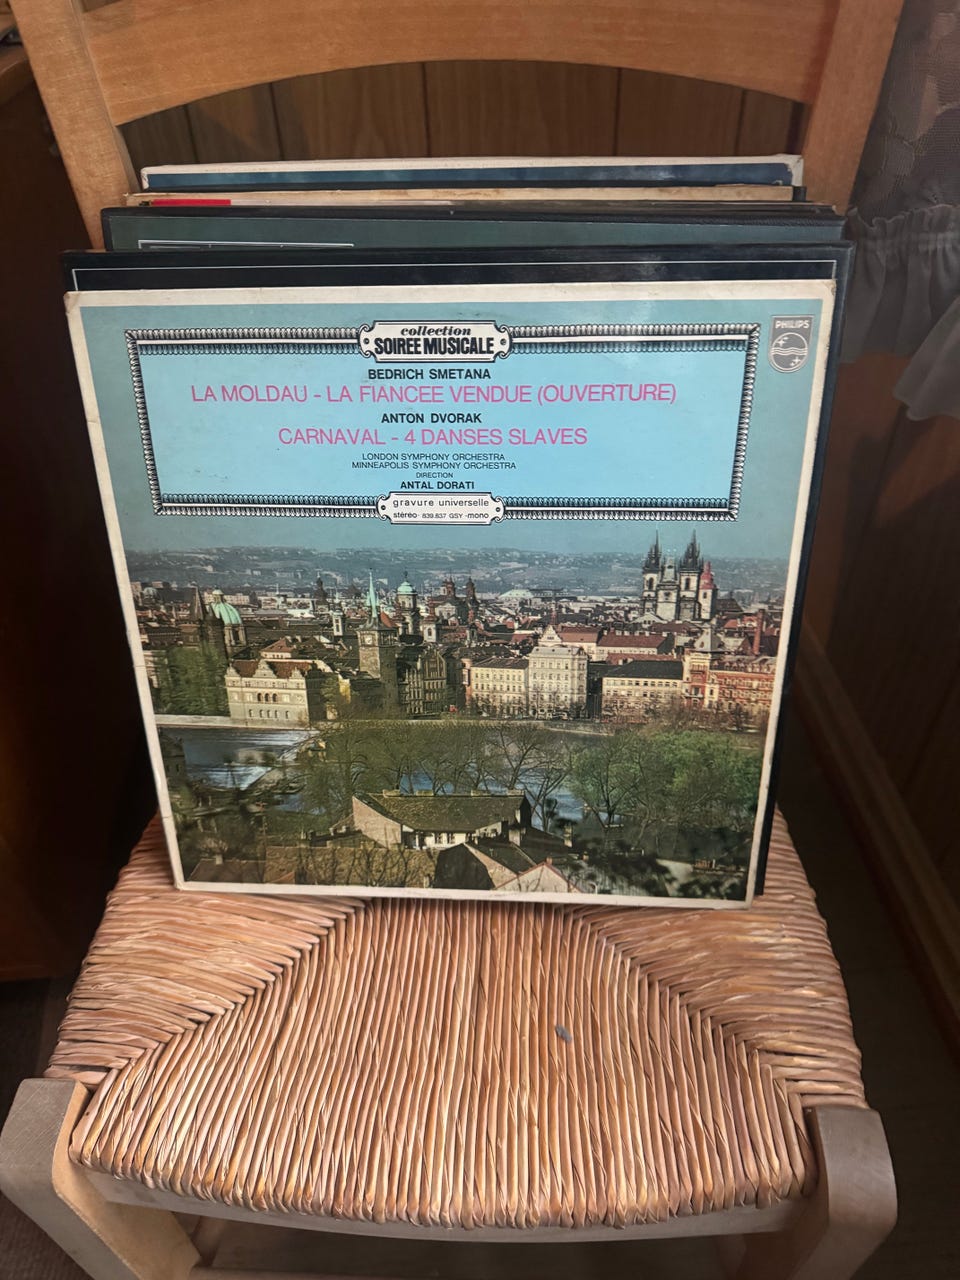 collection
SOIREE MUSICALE
PHILIPS
BEDRICH SMETANA
LA MOLDAU - LA FIANCEE VENDUE (OUVERTURE)
ANTON DVORAK
CARNAVAL - 4 DANSES SLAVES
LONDON SYMPHONY ORCHESTRA
MINNEAPOLIS SYMPHONY ORCHESTRA
DIRECTION
ANTAL DORATI
gravure universelle
stéréo - 839.837 GSY - mono